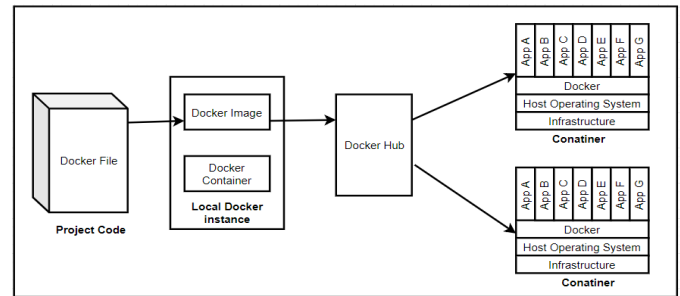 Docker File
Project Code
Docker Image
Docker
Container
Local Docker
instance
Docker Hub
App A
App B
App C
App D
App E
App F
App G
Docker
Host Operating System
Infrastructure
Conatiner
App A
App B
App C
App D
App E
App F
App G
Docker
Host Operating System
Infrastructure
Conatiner